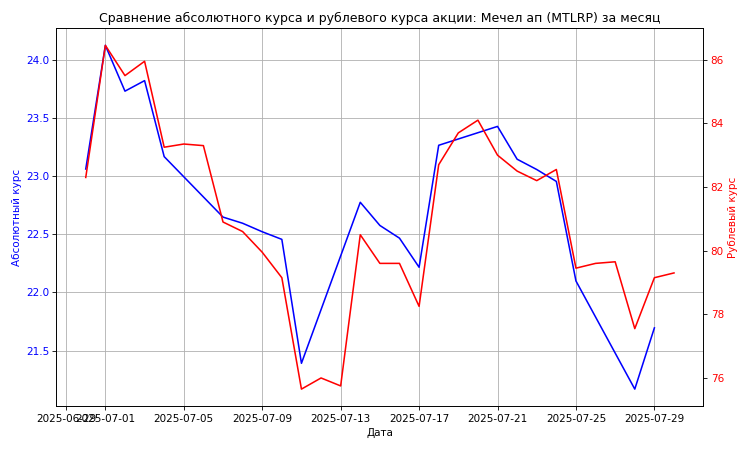 Сравнение абсолютного курса и рублевого курса акции: Мечел ап (MTLRP) за месяц
24.0
23.5
23.0
22.5
22.0
21.5
Абсолютный курс
86
84
82
80
78
76
Рублевый курс
2025-06-29 2025-07-01 2025-07-05 2025-07-09 2025-07-13 2025-07-17 2025-07-21 2025-07-25 2025-07-29
Дата